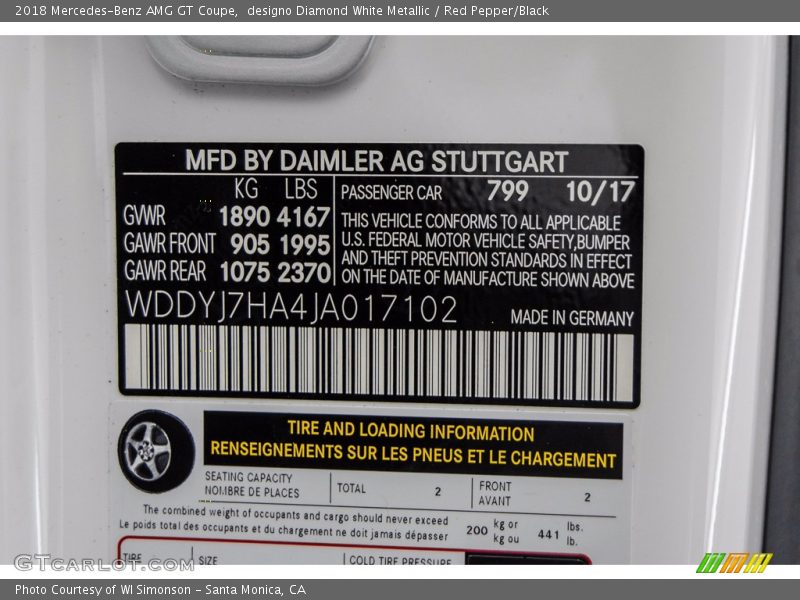 2018 Mercedes-Benz AMG GT Coupe, designo Diamond White Metallic / Red Pepper/Black
MFD BY DAIMLER AG STUTTGART
KG LBS
GWR 1890 4167
GAWR FRONT 905 1995
GAWR REAR 1075 2370
PASSENGER CAR 799 10/17
THIS VEHICLE CONFORMS TO ALL APPLICABLE
U.S. FEDERAL MOTOR VEHICLE SAFETY,BUMPER
AND THEFT PREVENTION STANDARDS IN EFFECT
ON THE DATE OF MANUFACTURE SHOWN ABOVE
WDDYJ7HA4JA017102
MADE IN GERMANY
TIRE AND LOADING INFORMATION
RENSEIGNEMENTS SUR LES PNEUS ET LE CHARGEMENT
SEATING CAPACITY
NOMBRE DE PLACES
TOTAL 2
FRONT
AVANT
2
The combined weight of occupants and cargo should never exceed
Le poids total des occupants et du chargement ne doit jamais dépasser
200 kg or
kg ou
441 lbs.
lb.
TIRE SIZE COLD TIRE PRESSURE
GTCarLot.com
Photo Courtesy of WI Simonson - Santa Monica, CA